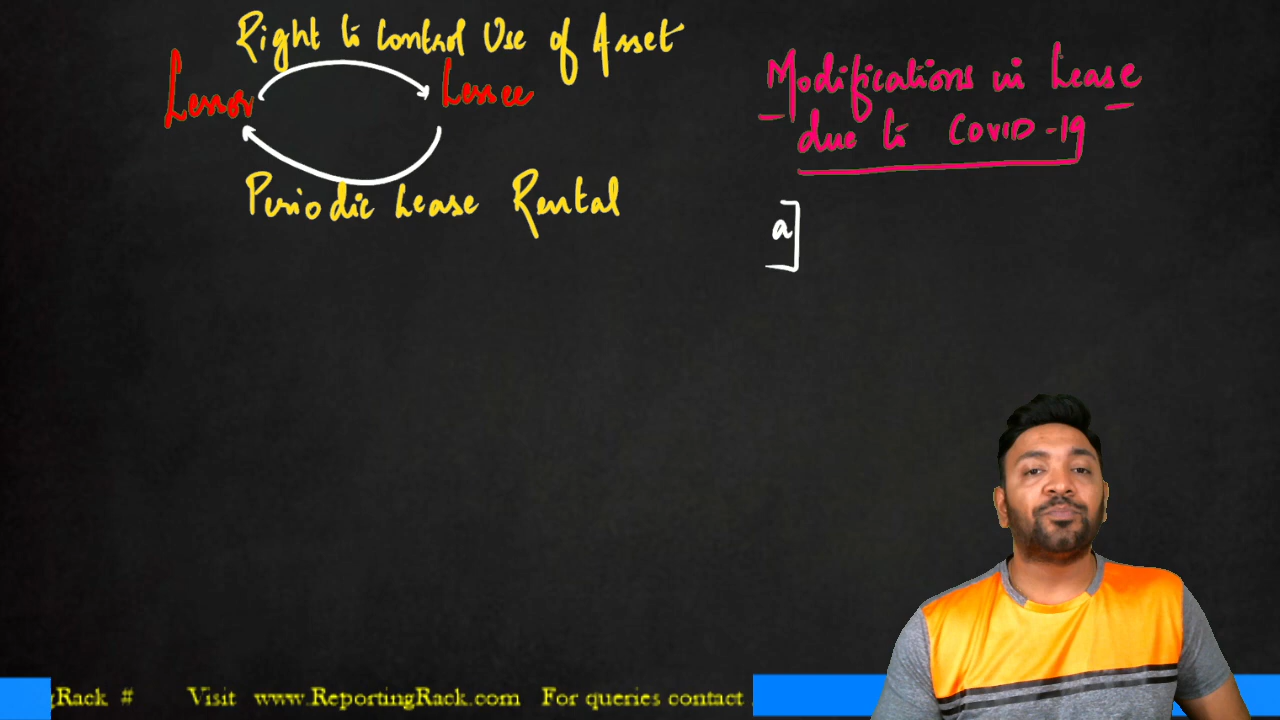 Right to Control Use of Asset
Lessor
Lessee
Periodic Lease Rental
Modifications in Lease
due to COVID-19
a]
gRack # Visit www.ReportingRack.com For queries contact